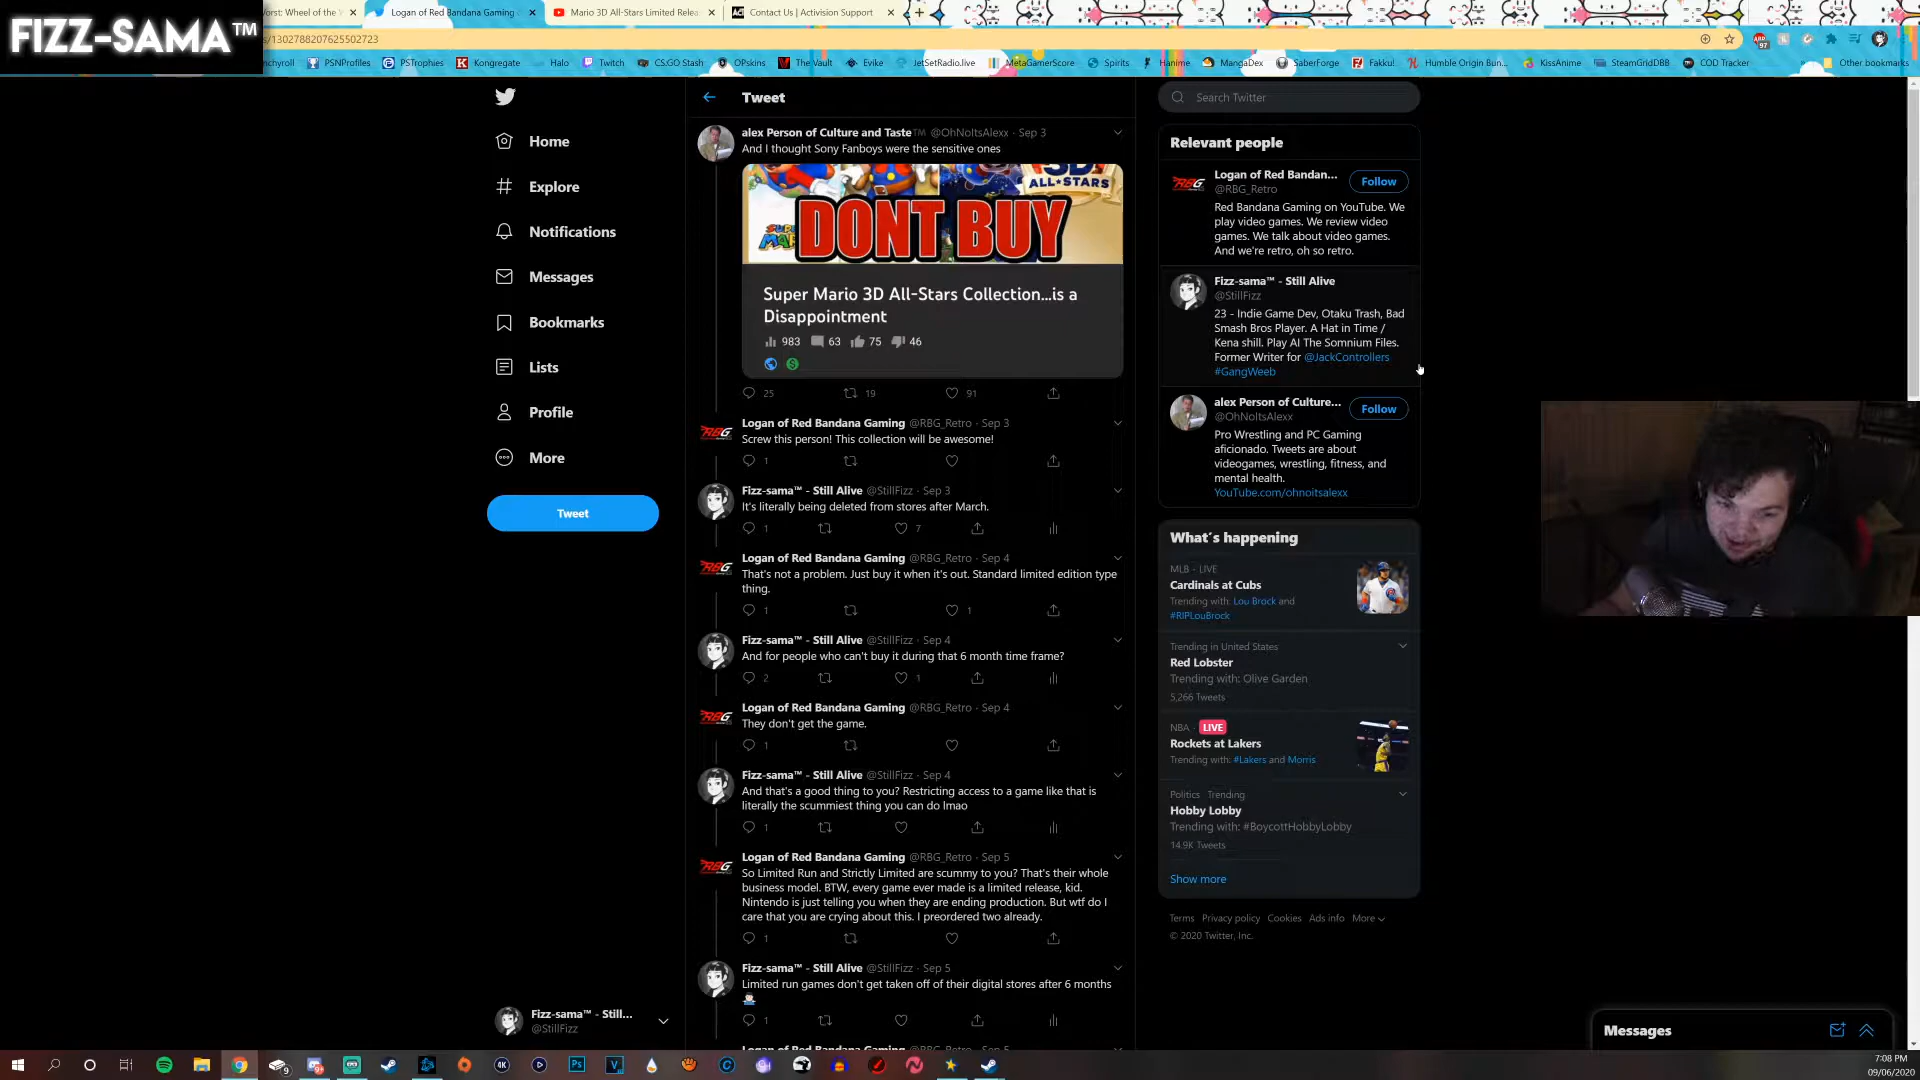 FIZZ-SAMA™
orst: Wheel of the
Logan of Red Bandana Gaming
Mario 3D All-Stars Limited Relea
Contact Us | Activision Support
s/1302788207625502723
nchyroll
PSNProfiles
PSTrophies
Kongregate
Halo
Twitch
CS:GO Stash
OPskins
The Vault
Evike
JetSetRadio.live
MetaGamerScore
Spirits
Hanime
MangaDex
SaberForge
Fakku!
Humble Origin Bun...
KissAnime
SteamGridDB
COD Tracker
Other bookmarks
Home
Explore
Notifications
Messages
Bookmarks
Lists
Profile
More
Tweet
Fizz-sama™ - Still...
@StillFizz
Tweet
alex Person of Culture and Taste™ @OhNoItsAlexx · Sep 3
And I thought Sony Fanboys were the sensitive ones
3D
ALL★STARS
SUPER
DONT BUY
Super Mario 3D All-Stars Collection...is a
Disappointment
983 63 75 46
25 19 91
Logan of Red Bandana Gaming @RBG_Retro · Sep 3
Screw this person! This collection will be awesome!
1
Fizz-sama™ - Still Alive @StillFizz · Sep 3
It's literally being deleted from stores after March.
1 7
Logan of Red Bandana Gaming @RBG_Retro · Sep 4
That's not a problem. Just buy it when it's out. Standard limited edition type
thing.
1 1
Fizz-sama™ - Still Alive @StillFizz · Sep 4
And for people who can't buy it during that 6 month time frame?
2 1
Logan of Red Bandana Gaming @RBG_Retro · Sep 4
They don't get the game.
1
Fizz-sama™ - Still Alive @StillFizz · Sep 4
And that's a good thing to you? Restricting access to a game like that is
literally the scummiest thing you can do lmao
1
Logan of Red Bandana Gaming @RBG_Retro · Sep 5
So Limited Run and Strictly Limited are scummy to you? That's their whole
business model. BTW, every game ever made is a limited release, kid.
Nintendo is just telling you when they are ending production. But wtf do I
care that you are crying about this. I preordered two already.
1
Fizz-sama™ - Still Alive @StillFizz · Sep 5
Limited run games don't get taken off of their digital stores after 6 months
1
Logan of Red Bandana Gaming @RBG_Retro · Sep 5
Search Twitter
Relevant people
Logan of Red Bandan...
@RBG_Retro
Follow
Red Bandana Gaming on YouTube. We
play video games. We review video
games. We talk about video games.
And we're retro, oh so retro.
Fizz-sama™ - Still Alive
@StillFizz
23 - Indie Game Dev, Otaku Trash, Bad
Smash Bros Player. A Hat in Time /
Kena shill. Play AI The Somnium Files.
Former Writer for @JackControllers
#GangWeeb
alex Person of Culture...
@OhNoItsAlexx
Follow
Pro Wrestling and PC Gaming
aficionado. Tweets are about
videogames, wrestling, fitness, and
mental health.
YouTube.com/ohnoitsalexx
What's happening
MLB · LIVE
Cardinals at Cubs
Trending with: Lou Brock and
#RIPLouBrock
Trending in United States
Red Lobster
Trending with: Olive Garden
5,266 Tweets
NBA · LIVE
Rockets at Lakers
Trending with: #Lakers and Morris
Politics · Trending
Hobby Lobby
Trending with: #BoycottHobbyLobby
14.9K Tweets
Show more
Terms Privacy policy Cookies Ads info More
© 2020 Twitter, Inc.
Messages
7:08 PM
09/06/2020